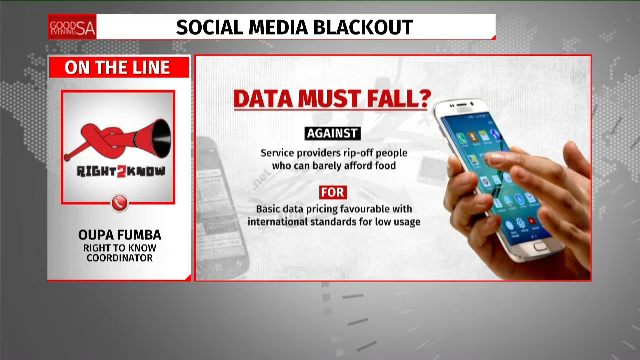 GOOD
EVENING SA
SOCIAL MEDIA BLACKOUT
ON THE LINE
RIGHT2KNOW
OUPA FUMBA
RIGHT TO KNOW
COORDINATOR
DATA MUST FALL?
AGAINST
Service providers rip-off people
who can barely afford food
FOR
Basic data pricing favourable with
international standards for low usage